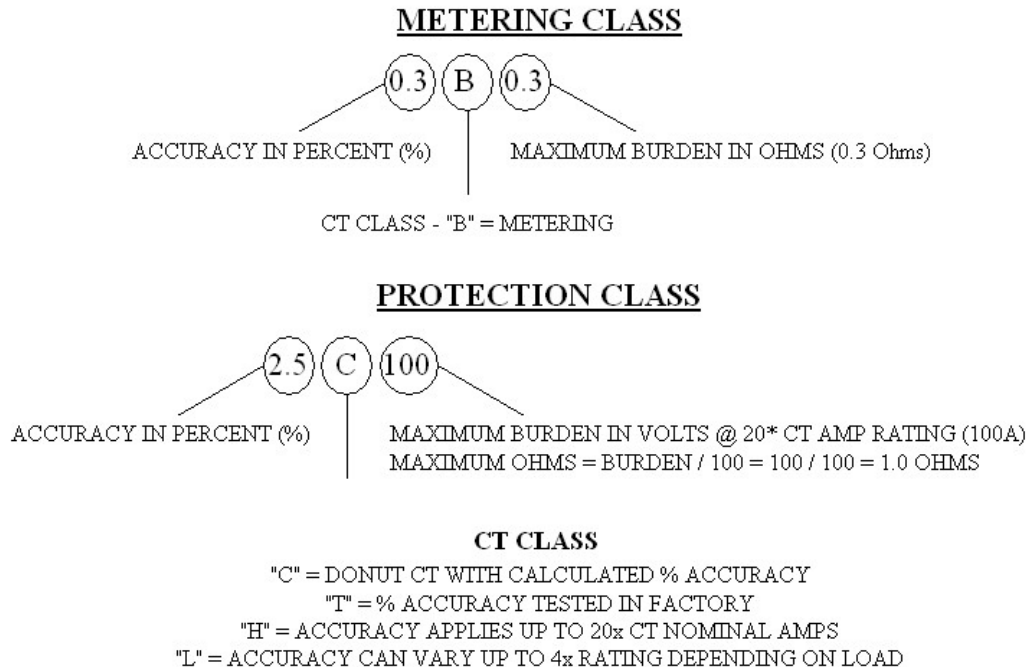 METERING CLASS
0.3 B 0.3
ACCURACY IN PERCENT (%) MAXIMUM BURDEN IN OHMS (0.3 Ohms)
CT CLASS - "B" = METERING
PROTECTION CLASS
2.5 C 100
ACCURACY IN PERCENT (%) MAXIMUM BURDEN IN VOLTS @ 20* CT AMP RATING (100A)
MAXIMUM OHMS = BURDEN / 100 = 100 / 100 = 1.0 OHMS
CT CLASS
"C" = DONUT CT WITH CALCULATED % ACCURACY
"T" = % ACCURACY TESTED IN FACTORY
"H" = ACCURACY APPLIES UP TO 20x CT NOMINAL AMPS
"L" = ACCURACY CAN VARY UP TO 4x RATING DEPENDING ON LOAD